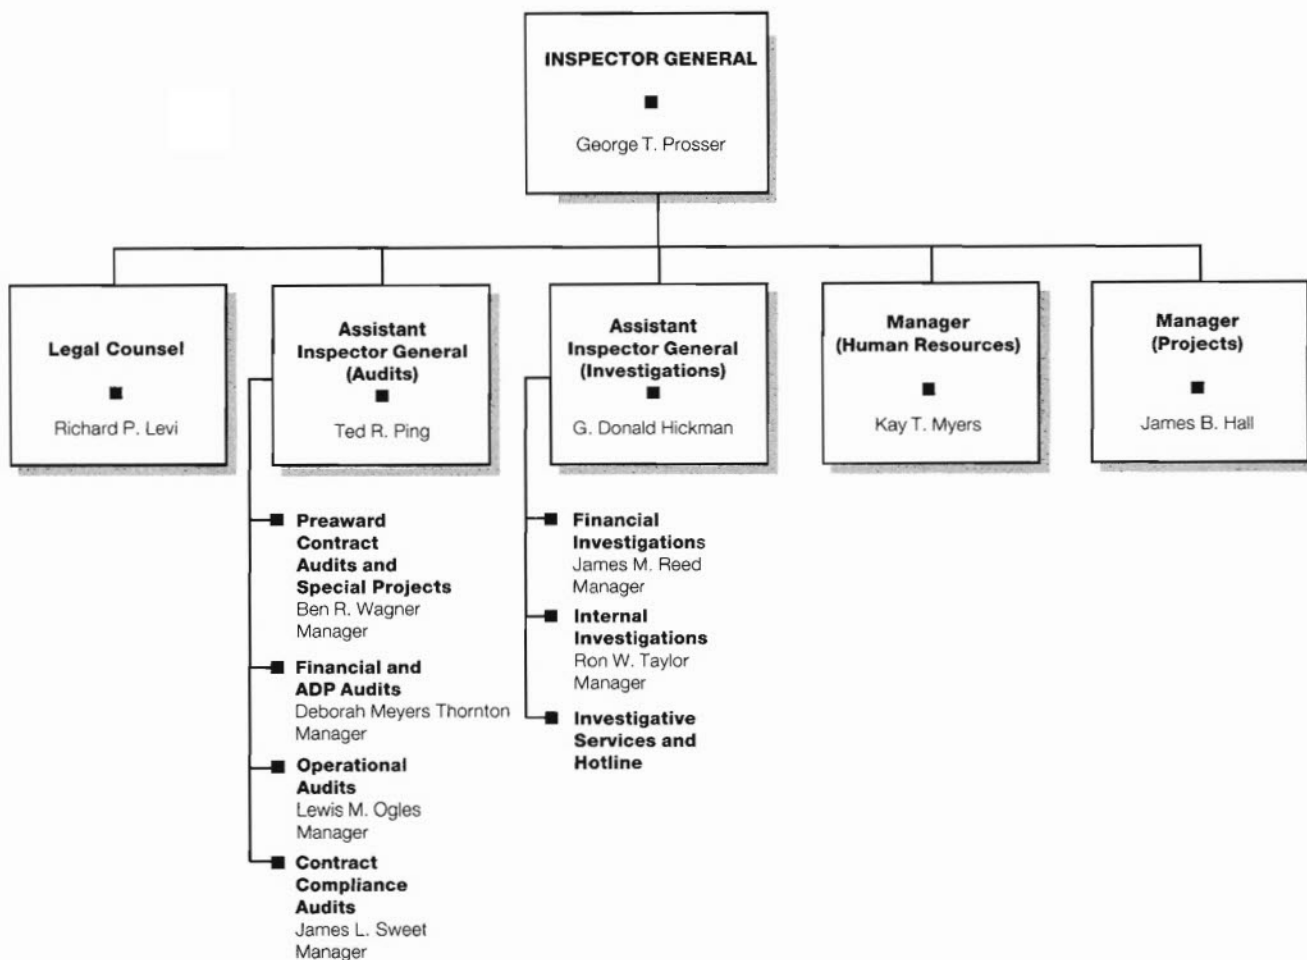 INSPECTOR GENERAL
George T. Prosser
Legal Counsel
Richard P. Levi
Assistant
Inspector General
(Audits)
Ted R. Ping
Assistant
Inspector General
(Investigations)
G. Donald Hickman
Manager
(Human Resources)
Kay T. Myers
Manager
(Projects)
James B. Hall
Preaward
Contract
Audits and
Special Projects
Ben R. Wagner
Manager
Financial and
ADP Audits
Deborah Meyers Thornton
Manager
Operational
Audits
Lewis M. Ogles
Manager
Contract
Compliance
Audits
James L. Sweet
Manager
Financial
Investigations
James M. Reed
Manager
Internal
Investigations
Ron W. Taylor
Manager
Investigative
Services and
Hotline